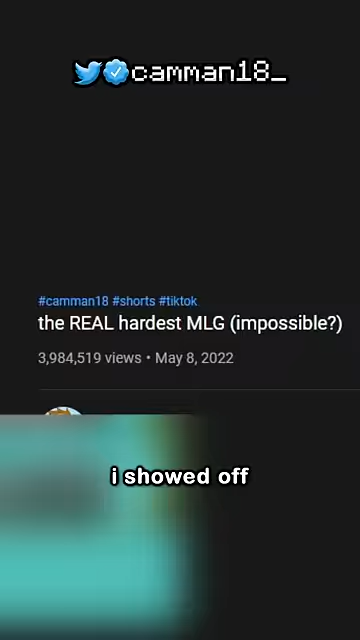 camman18_
#camman18 #shorts #tiktok
the REAL hardest MLG (impossible?)
3,984,519 views • May 8, 2022
i showed off